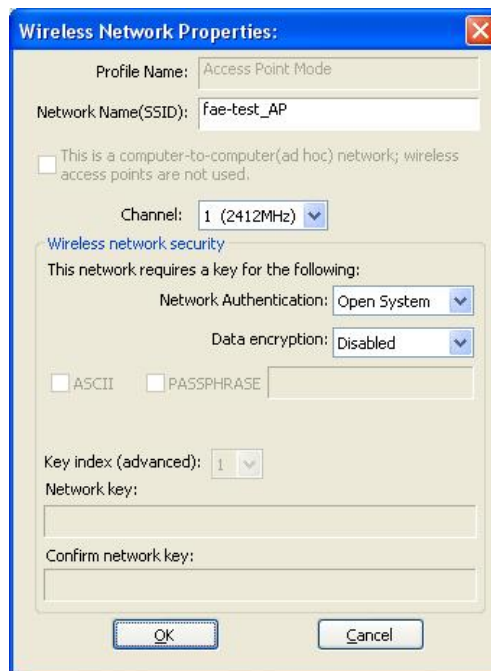 Wireless Network Properties:
Profile Name: Access Point Mode
Network Name(SSID): fae-test_AP
This is a computer-to-computer(ad hoc) network; wireless
access points are not used.
Channel: 1 (2412MHz)
Wireless network security
This network requires a key for the following:
Network Authentication: Open System
Data encryption: Disabled
ASCII PASSPHRASE
Key index (advanced): 1
Network key:
Confirm network key:
OK Cancel